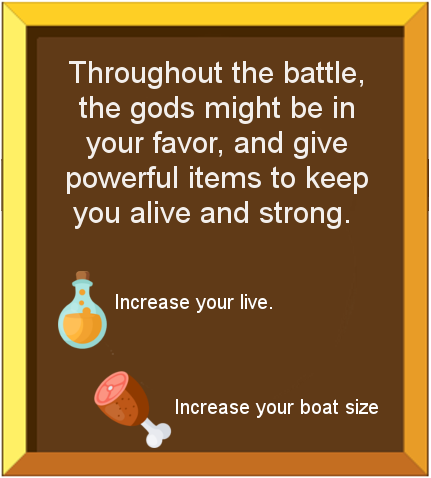 Throughout the battle,
the gods might be in
your favor, and give
powerful items to keep
you alive and strong.
Increase your live.
Increase your boat size